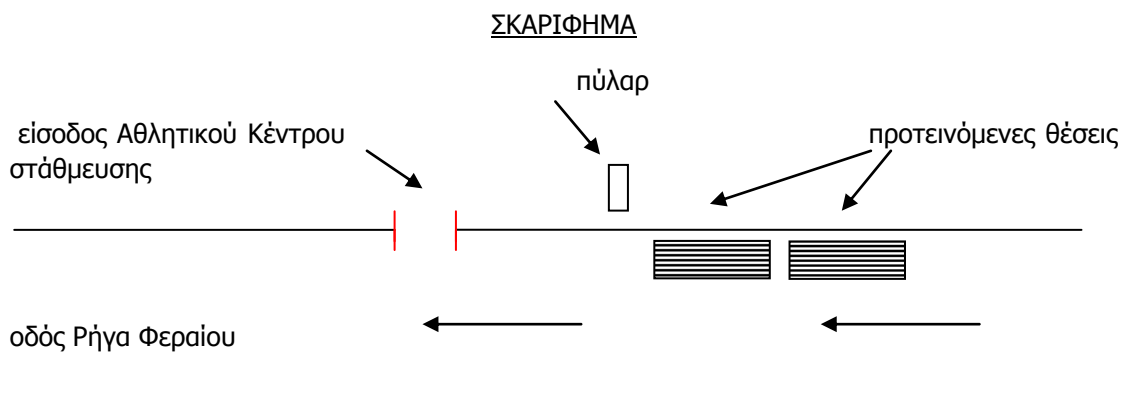 ΣΚΑΡΙΦΗΜΑ
πύλαρ
είσοδος Αθλητικού Κέντρου
στάθμευσης
προτεινόμενες θέσεις
οδός Ρήγα Φεραίου